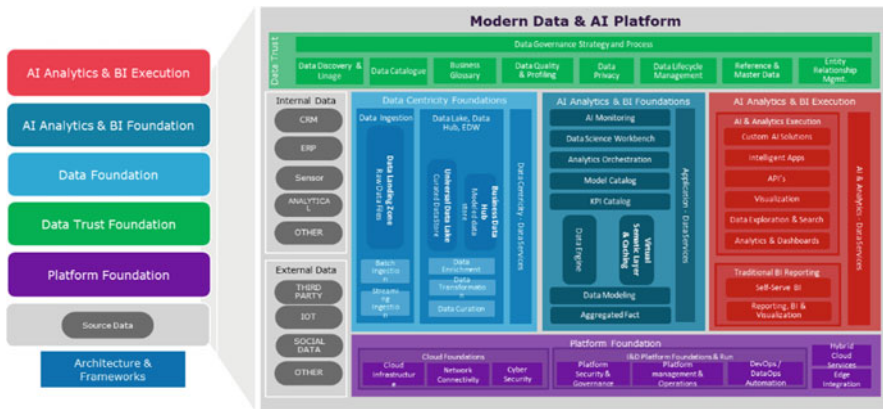 Modern Data & AI Platform
AI Analytics & BI Execution
AI Analytics & BI Foundation
Data Foundation
Data Trust Foundation
Platform Foundation
Source Data
Architecture &
Frameworks
Data Trust
Data Governance Strategy and Process
Data Discovery &
Linage
Data Catalogue
Business
Glossary
Data Quality
& Profiling
Data
Privacy
Data Lifecycle
Management
Reference &
Master Data
Entity
Relationship
Mgmt.
Internal Data
CRM
ERP
Sensor
ANALYTICA
L
OTHER
External Data
THIRD
PARTY
IOT
SOCIAL
DATA
OTHER
Data Centricity Foundations
Data Ingestion
Data Landing Zone
Raw Data Files
Batch
Ingestio
n
Streami
ng
Ingestio
n
Data Lake, Data
Hub, EDW
Universal Data Lake
Curated Data Store
Business Data
Hub
Modeled data
store
Data Enrichment
Data
Transformatio
n
Data Curation
Data Centricity - Data Services
AI Analytics & BI Foundations
AI Monitoring
Data Science Workbench
Analytics Orchestration
Model Catalog
KPI Catalog
Data Engine
Virtual
Sematic Layer
& Caching
Data Modeling
Aggregated Fact
Application - Data Services
AI Analytics & BI Execution
AI & Analytics Execution
Custom AI Solutions
Intelligent Apps
API's
Visualization
Data Exploration & Search
Analytics & Dashboards
Traditional BI Reporting
Self-Serve BI
Reporting, BI &
Visualization
AI & Analytics - Data Services
Platform Foundation
Cloud Foundations
Cloud
Infrastructur
e
Network
Connectivity
Cyber
Security
I&D Platform Foundations & Run
Platform
Security &
Governance
Platform
management &
Operations
DevOps /
DataOps
Automation
Hybrid
Cloud
Services
Edge
Integration